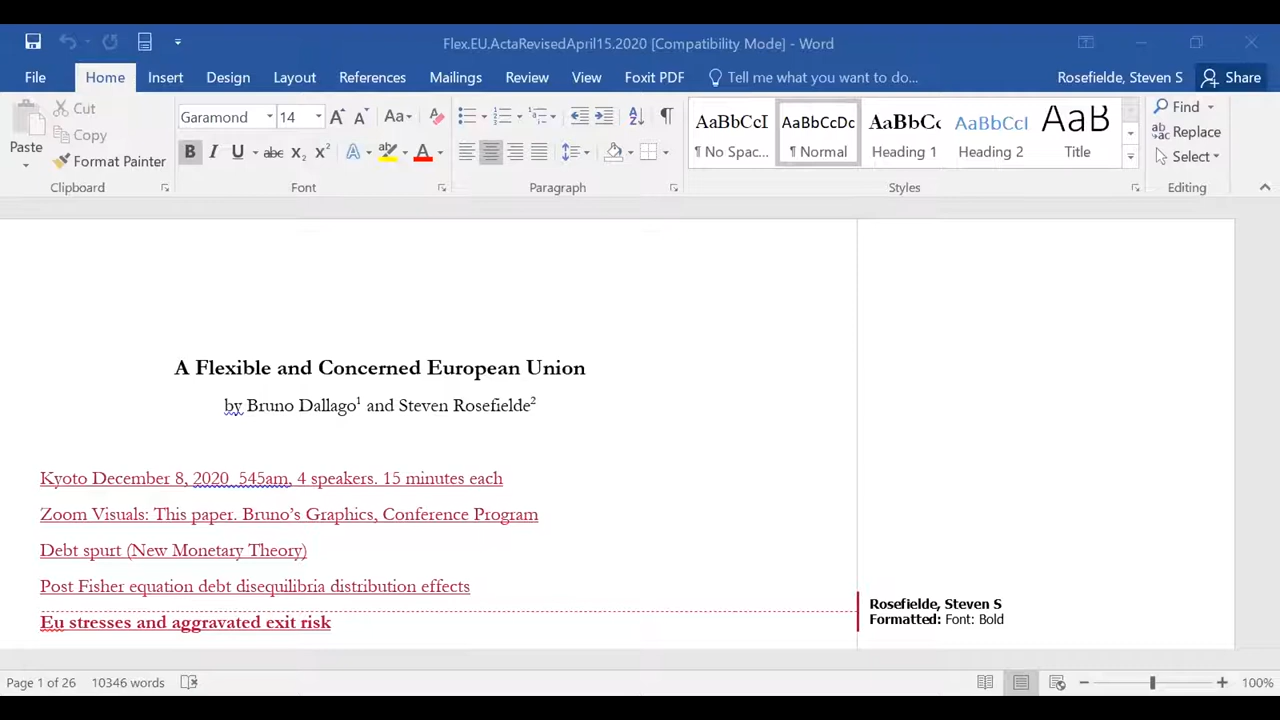 Flex.EU.ActaRevisedApril15.2020 [Compatibility Mode] - Word
File Home Insert Design Layout References Mailings Review View Foxit PDF Tell me what you want to do... Rosefielde, Steven S Share
Paste
Cut
Copy
Format Painter
Clipboard
Garamond 14
Font
Paragraph
AaBbCcI AaBbCcDc AaBbCc AaBbCcI AaB
¶ No Spac... ¶ Normal Heading 1 Heading 2 Title
Styles
Find
Replace
Select
Editing
A Flexible and Concerned European Union
by Bruno Dallago1 and Steven Rosefielde2
Kyoto December 8, 2020 545am, 4 speakers. 15 minutes each
Zoom Visuals: This paper. Bruno's Graphics, Conference Program
Debt spurt (New Monetary Theory)
Post Fisher equation debt disequilibria distribution effects
Eu stresses and aggravated exit risk
Rosefielde, Steven S
Formatted: Font: Bold
Page 1 of 26 10346 words 100%